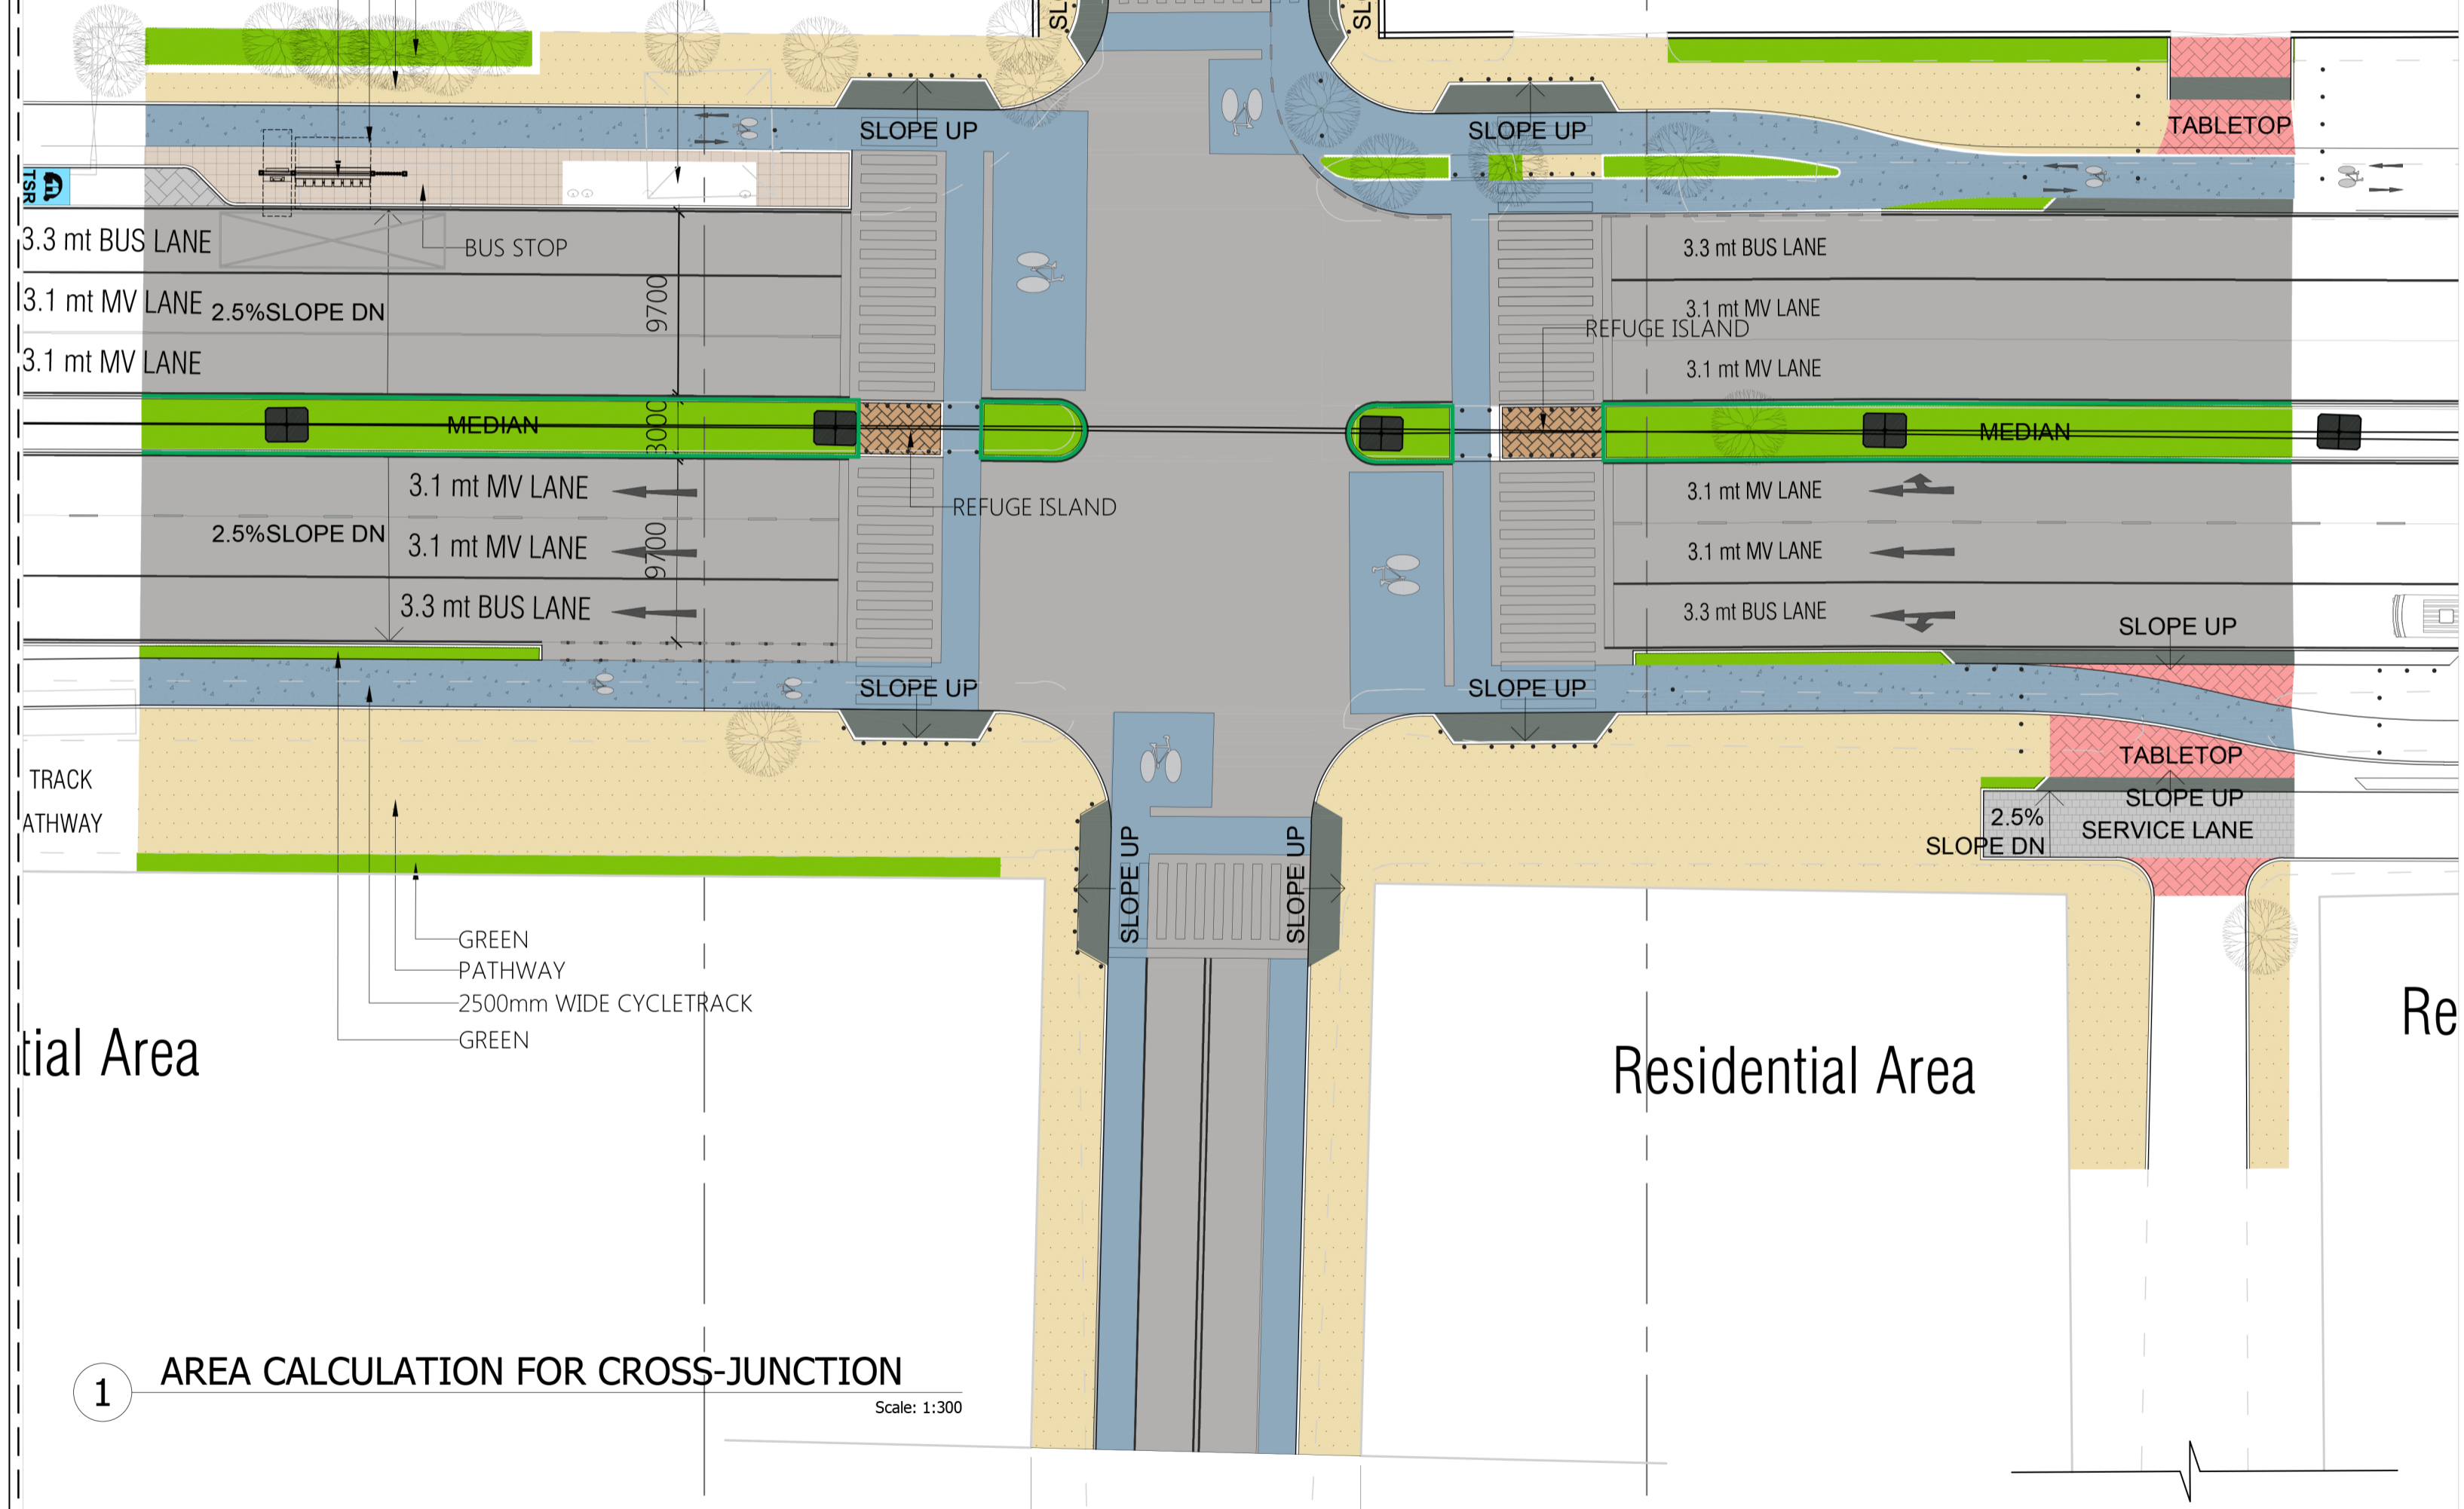 SL
SL
TABLETOP
SLOPE UP
SLOPE UP
TSR
3.3 mt BUS LANE
BUS STOP
3.3 mt BUS LANE
3.1 mt MV LANE
2.5%SLOPE DN
9700
3.1 mt MV LANE
REFUGE ISLAND
3.1 mt MV LANE
3.1 mt MV LANE
MEDIAN
3000
MEDIAN
3.1 mt MV LANE
3.1 mt MV LANE
REFUGE ISLAND
2.5%SLOPE DN
3.1 mt MV LANE
9700
3.1 mt MV LANE
3.3 mt BUS LANE
3.3 mt BUS LANE
SLOPE UP
SLOPE UP
SLOPE UP
TABLETOP
TRACK
SLOPE UP
2.5%
SLOPE DN
SERVICE LANE
ATHWAY
SLOPE UP
SLOPE UP
GREEN
PATHWAY
2500mm WIDE CYCLETRACK
GREEN
tial Area
Residential Area
Re
1
AREA CALCULATION FOR CROSS-JUNCTION
Scale: 1:300